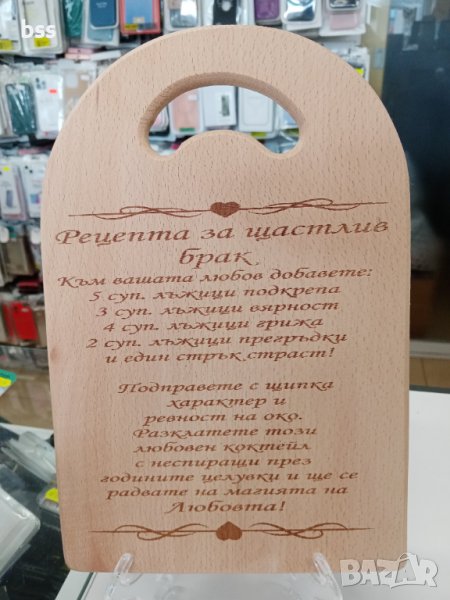 bss
Рецепта за щастлив
брак
Към вашата любов добавете:
5 суп. лъжици подкрепа
3 суп. лъжици вярност
4 суп. лъжици грижа
2 суп. лъжици прегръдки
и един стрък страст!
Подправете с щипка
характер и
ревност на око.
Разклатете този
любовен коктейл
с неспиращи през
годините целувки и ще се
радвате на магията на
Любовта!
BAZAR